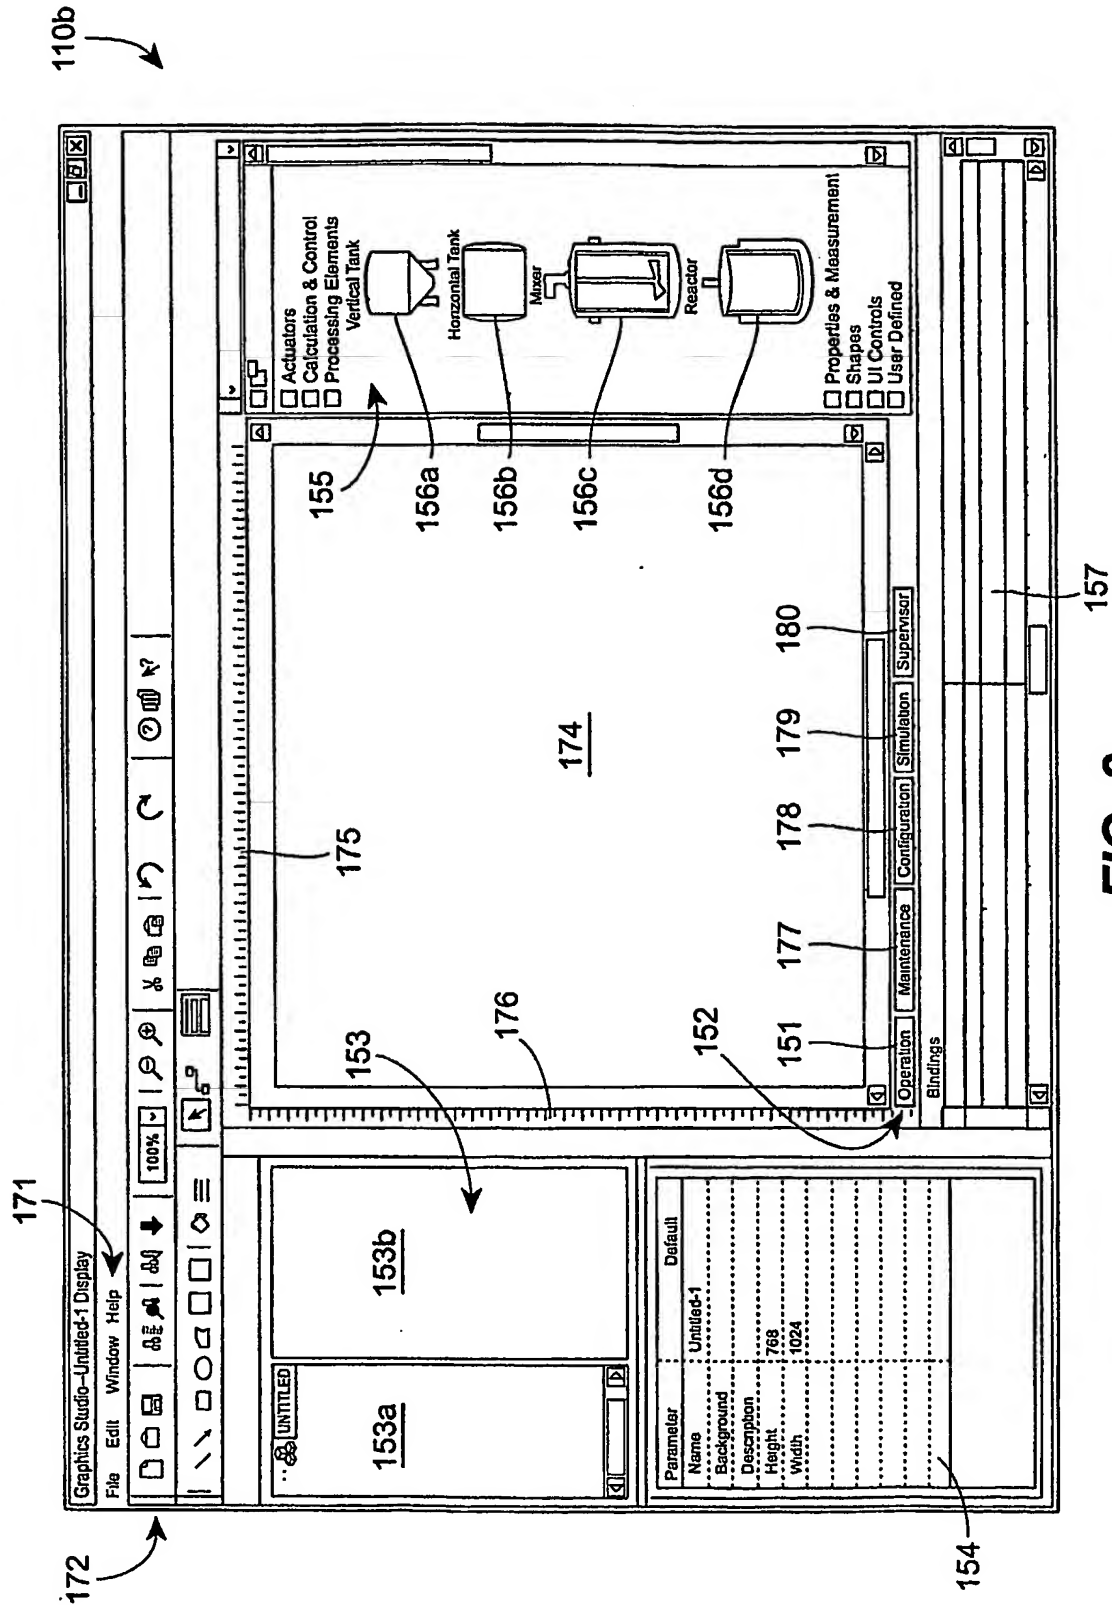 110b
172
171
Graphics Studio–Untitled-1 Display
File Edit Window Help
100%
UNTITLED
153a
153b
153
Parameter Default
Name Untitled-1
Background
Description
Height 768
Width 1024
154
175
176
174
155
Actuators
Calculation & Control
Processing Elements
Vertical Tank
156a
Horizontal Tank
156b
Mixer
156c
Reactor
156d
Properties & Measurement
Shapes
UI Controls
User Defined
152
151
177
178
179
180
Operation Maintenance Configuration Simulation Supervisor
Bindings
157